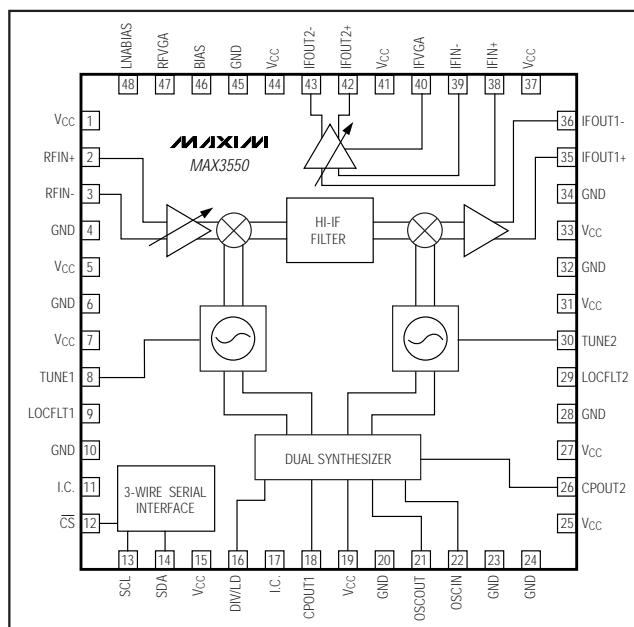 LNABIAS
RFVGA
BIAS
GND
VCC
IFOUT2-
IFOUT2+
VCC
IFVGA
IFIN-
IFIN+
VCC
48 47 46 45 44 43 42 41 40 39 38 37
VCC 1
RFIN+ 2
RFIN- 3
GND 4
VCC 5
GND 6
VCC 7
TUNE1 8
LOCFLT1 9
GND 10
I.C. 11
CS 12
MAXIM
MAX3550
HI-IF
FILTER
DUAL SYNTHESIZER
3-WIRE SERIAL
INTERFACE
36 IFOUT1-
35 IFOUT1+
34 GND
33 VCC
32 GND
31 VCC
30 TUNE2
29 LOCFLT2
28 GND
27 VCC
26 CPOUT2
25 VCC
13 14 15 16 17 18 19 20 21 22 23 24
SCL
SDA
VCC
DIV/LD
I.C.
CPOUT1
VCC
GND
OSCOUT
OSCIN
GND
GND